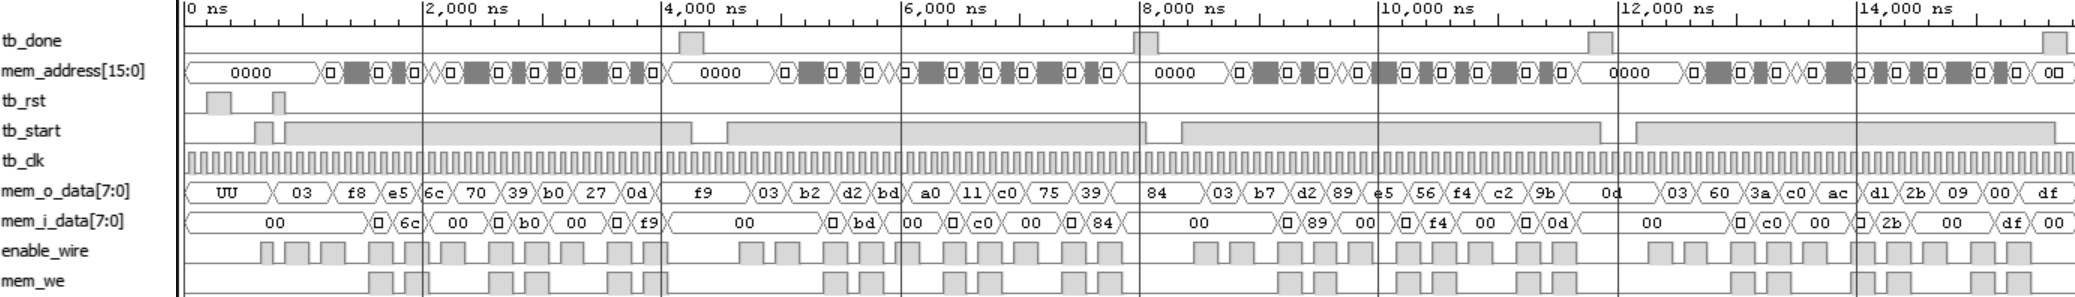 0 ns 2,000 ns 4,000 ns 6,000 ns 8,000 ns 10,000 ns 12,000 ns 14,000 ns
tb_done
mem_address[15:0] 0000 0000 0000 0000 0
tb_rst
tb_start
tb_clk
mem_o_data[7:0] UU 03 f8 e5 6c 70 39 b0 27 0d f9 03 b2 d2 bd a0 11 c0 75 39 84 03 b7 d2 89 e5 56 f4 c2 9b 0d 03 60 3a c0 ac d1 2b 09 00 df
mem_i_data[7:0] 00 6c 00 b0 00 f9 00 bd 00 c0 00 84 00 89 00 f4 00 0d 00 c0 00 2b 00 df 00
enable_wire
mem_we